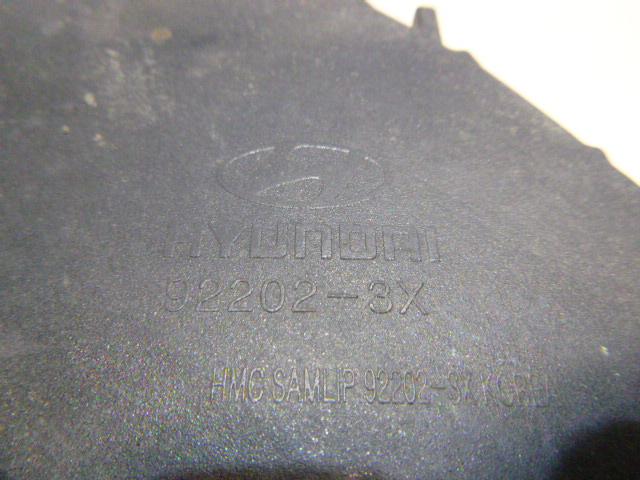 HYUNDAI
92202-3X
HMC SAMLIP 92202-3X KOREA